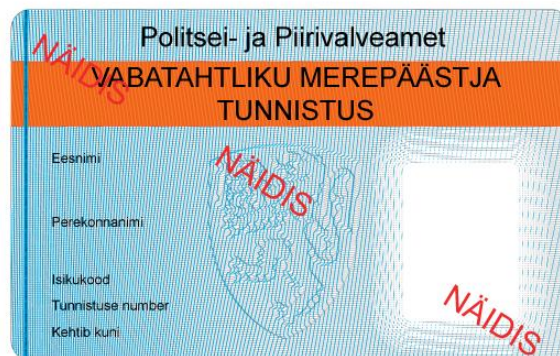 Politsei- ja Piirivalveamet
VABATAHTLIKU MEREPÄÄSTJA
TUNNISTUS
NÄIDIS
Eesnimi
NÄIDIS
Perekonnanimi
Isikukood
Tunnistuse number
NÄIDIS
Kehtib kuni